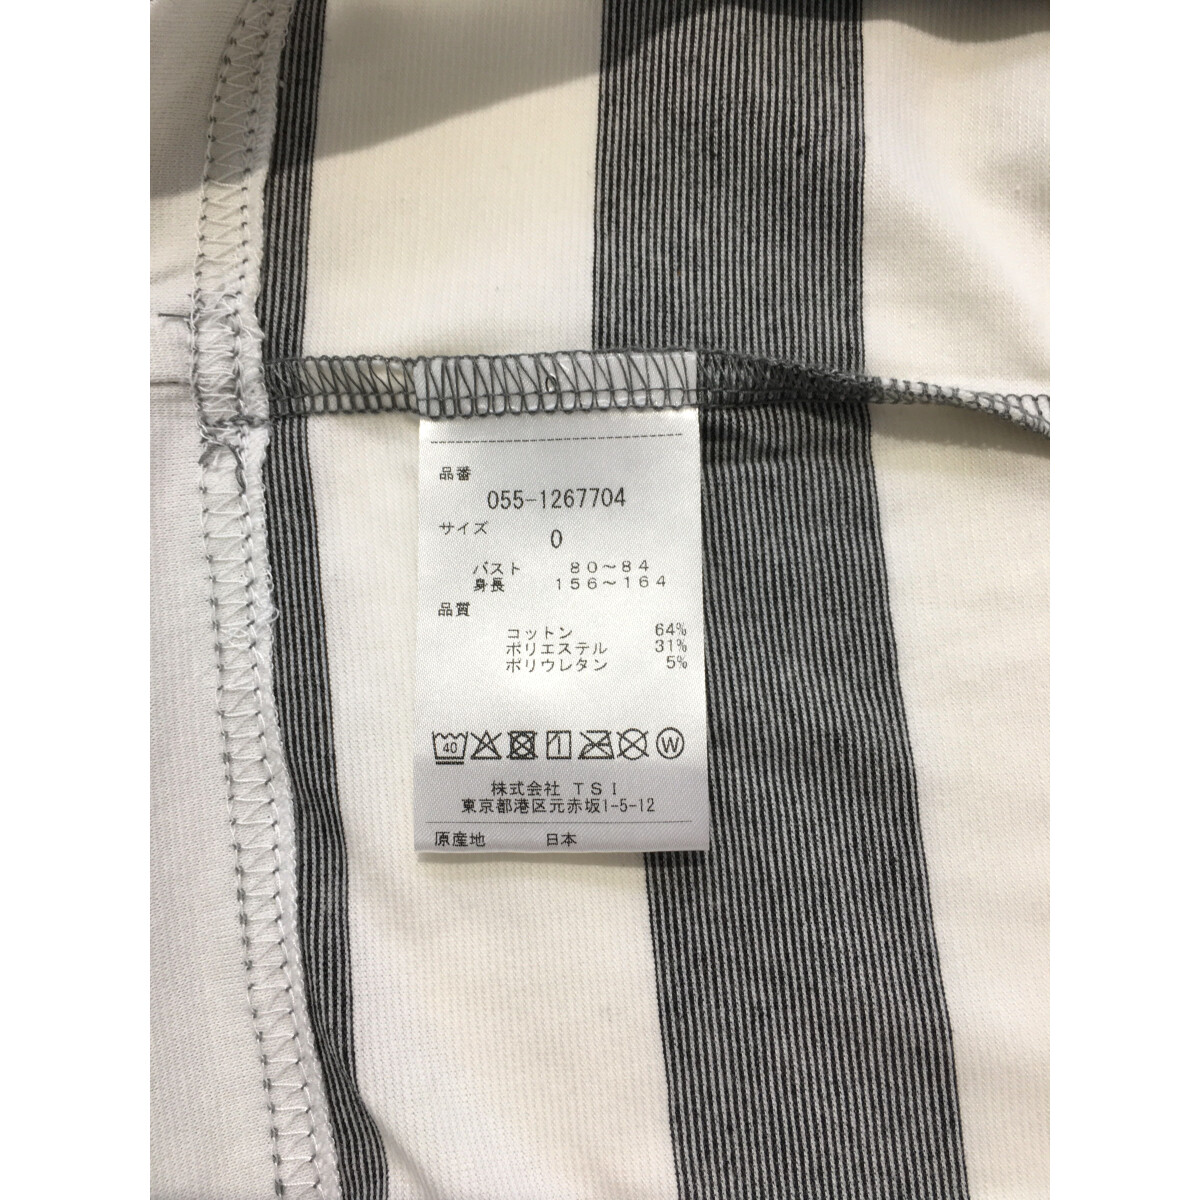 品番
055-1267704
サイズ
0
バスト 80～84
身長 156～164
品質
コットン 64%
ポリエステル 31%
ポリウレタン 5%
40 W
株式会社 TSI
東京都港区元赤坂1-5-12
原産地 日本